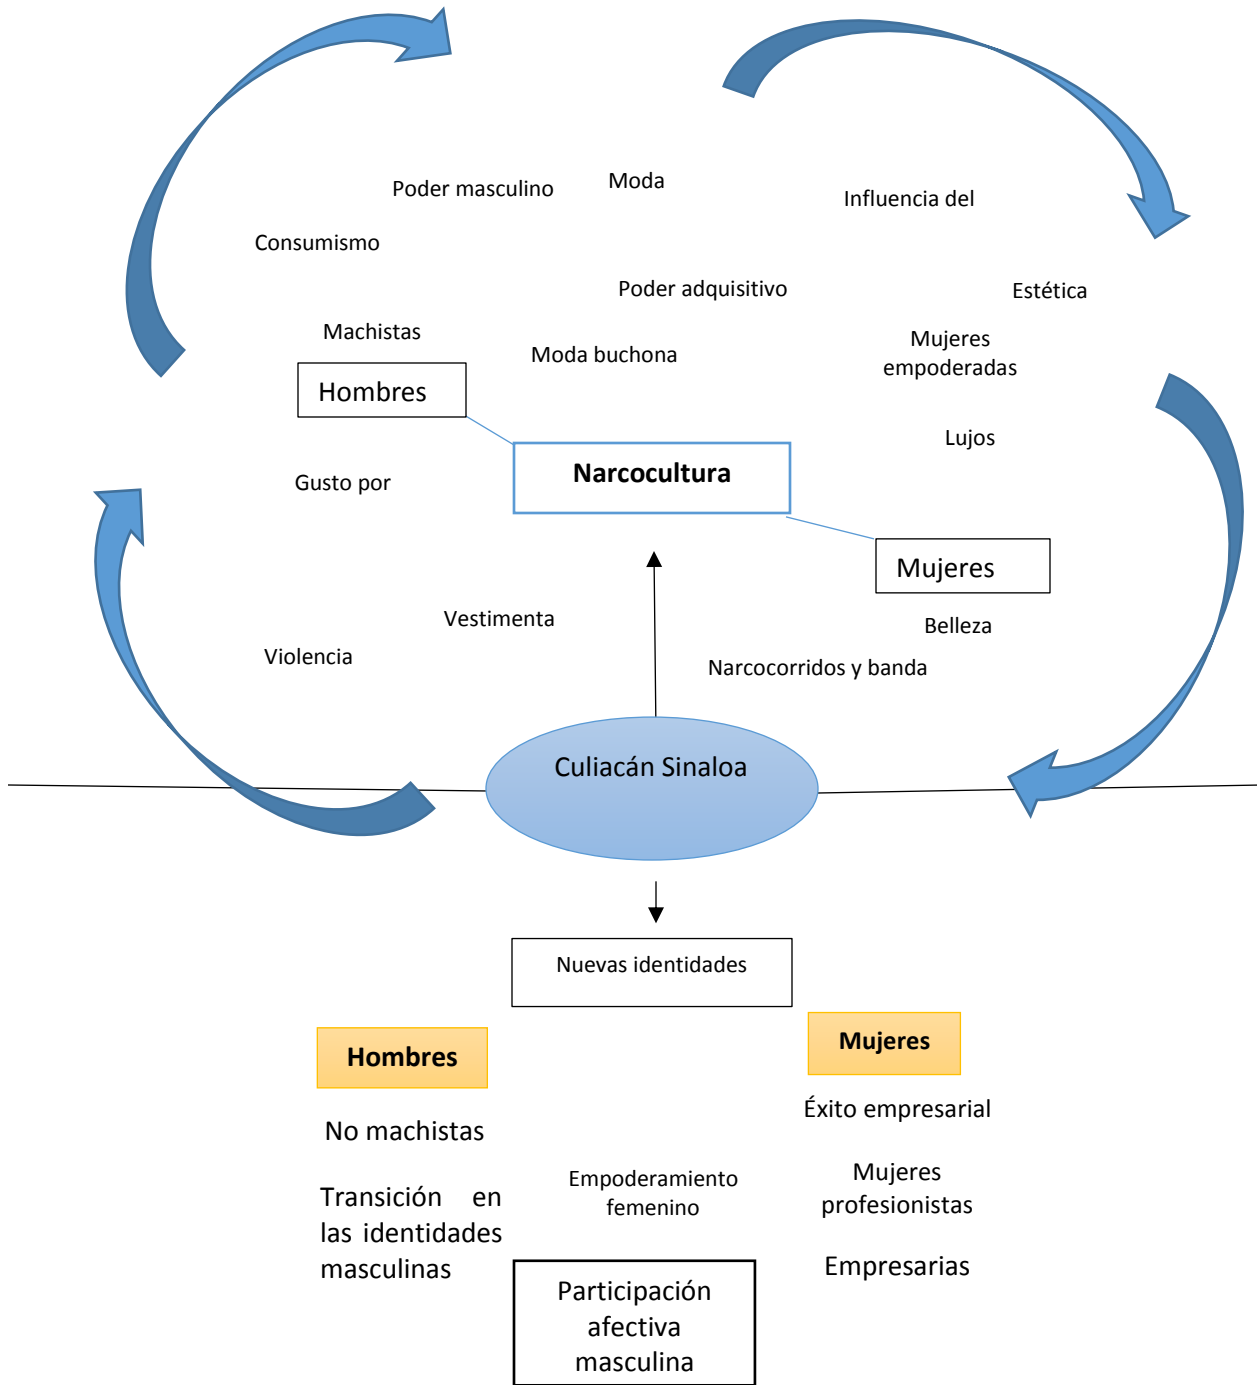 Poder masculino
Moda
Influencia del
Consumismo
Poder adquisitivo
Estética
Machistas
Moda buchona
Mujeres
empoderadas
Hombres
Lujos
Narcocultura
Gusto por
Mujeres
Vestimenta
Belleza
Violencia
Narcocorridos y banda
Culiacán Sinaloa
Nuevas identidades
Hombres
No machistas
Transición en
las identidades
masculinas
Empoderamiento
femenino
Participación
afectiva
masculina
Mujeres
Éxito empresarial
Mujeres
profesionistas
Empresarias